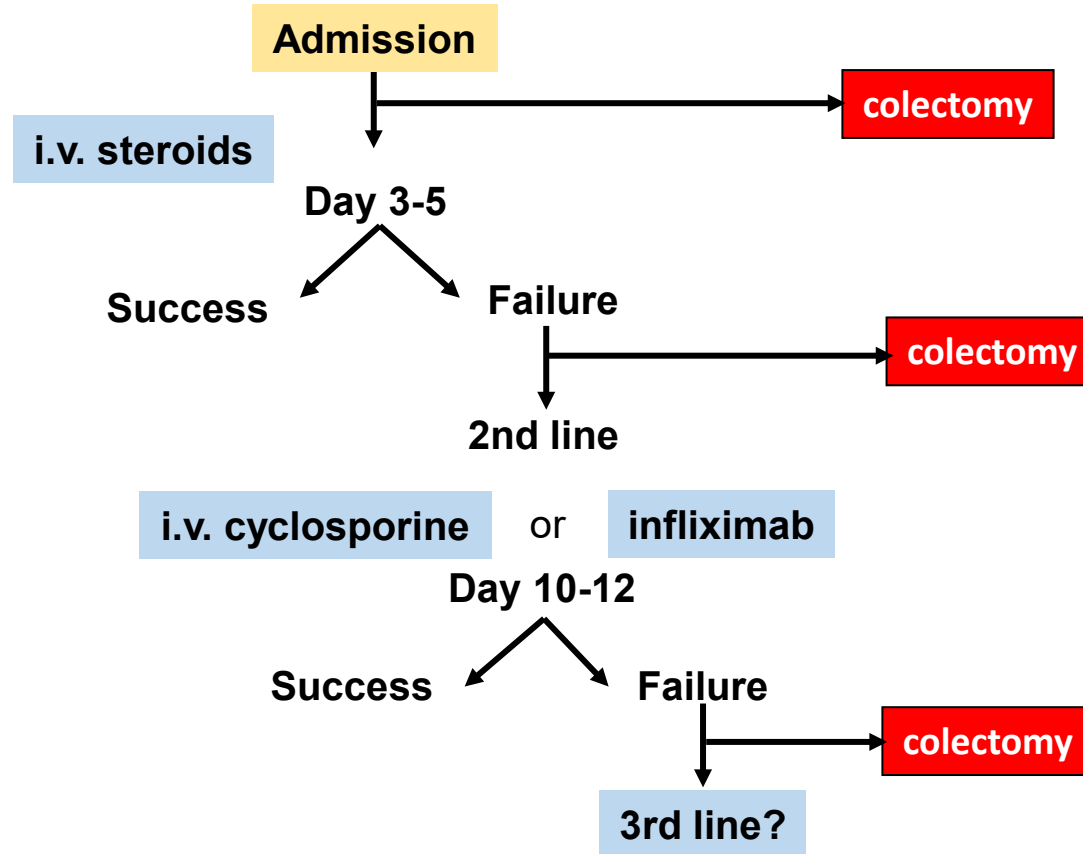 Admission
colectomy
i.v. steroids
Day 3-5
Success
Failure
colectomy
2nd line
i.v. cyclosporine or infliximab
Day 10-12
Success
Failure
colectomy
3rd line?